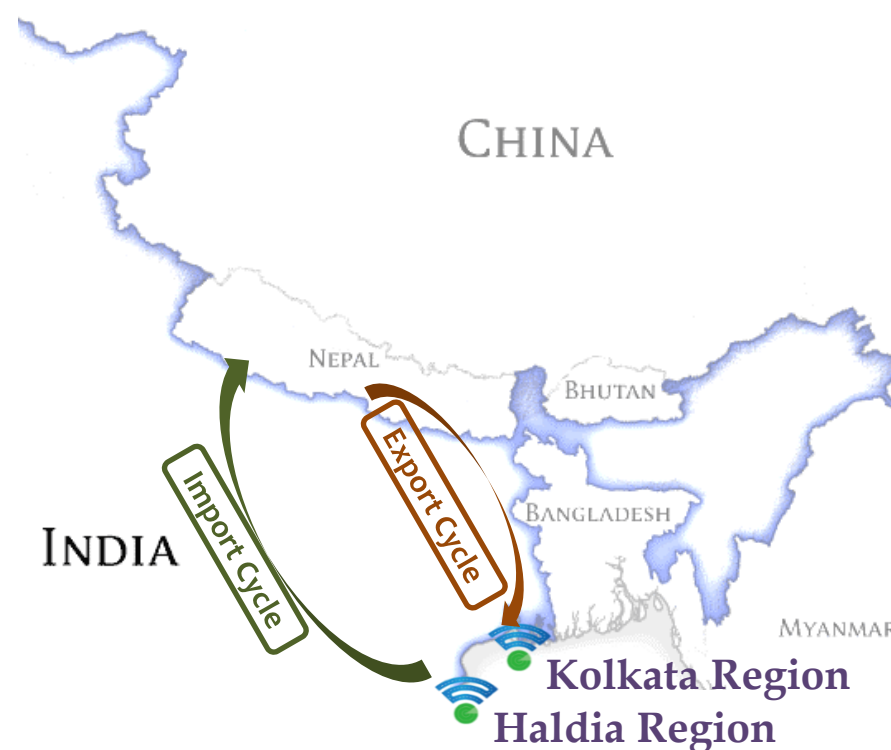 CHINA
NEPAL
BHUTAN
Export Cycle
Import Cycle
BANGLADESH
INDIA
MYANMAR
Kolkata Region
Haldia Region